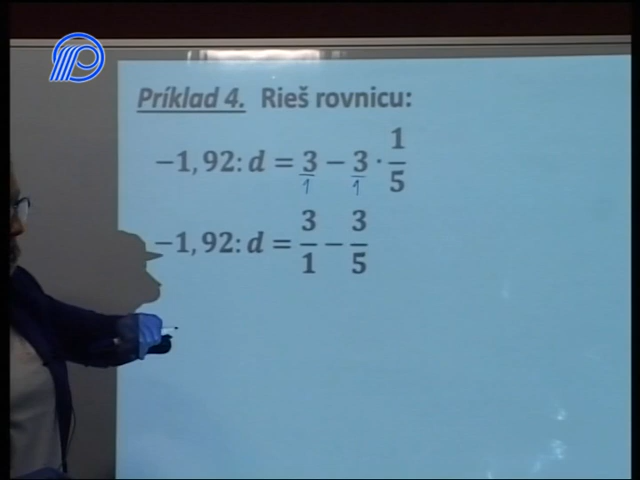 Príklad 4. Rieš rovnicu:
−1,92:d = 3/1 − 3/1 · 1/5
−1,92:d = 3/1 − 3/5